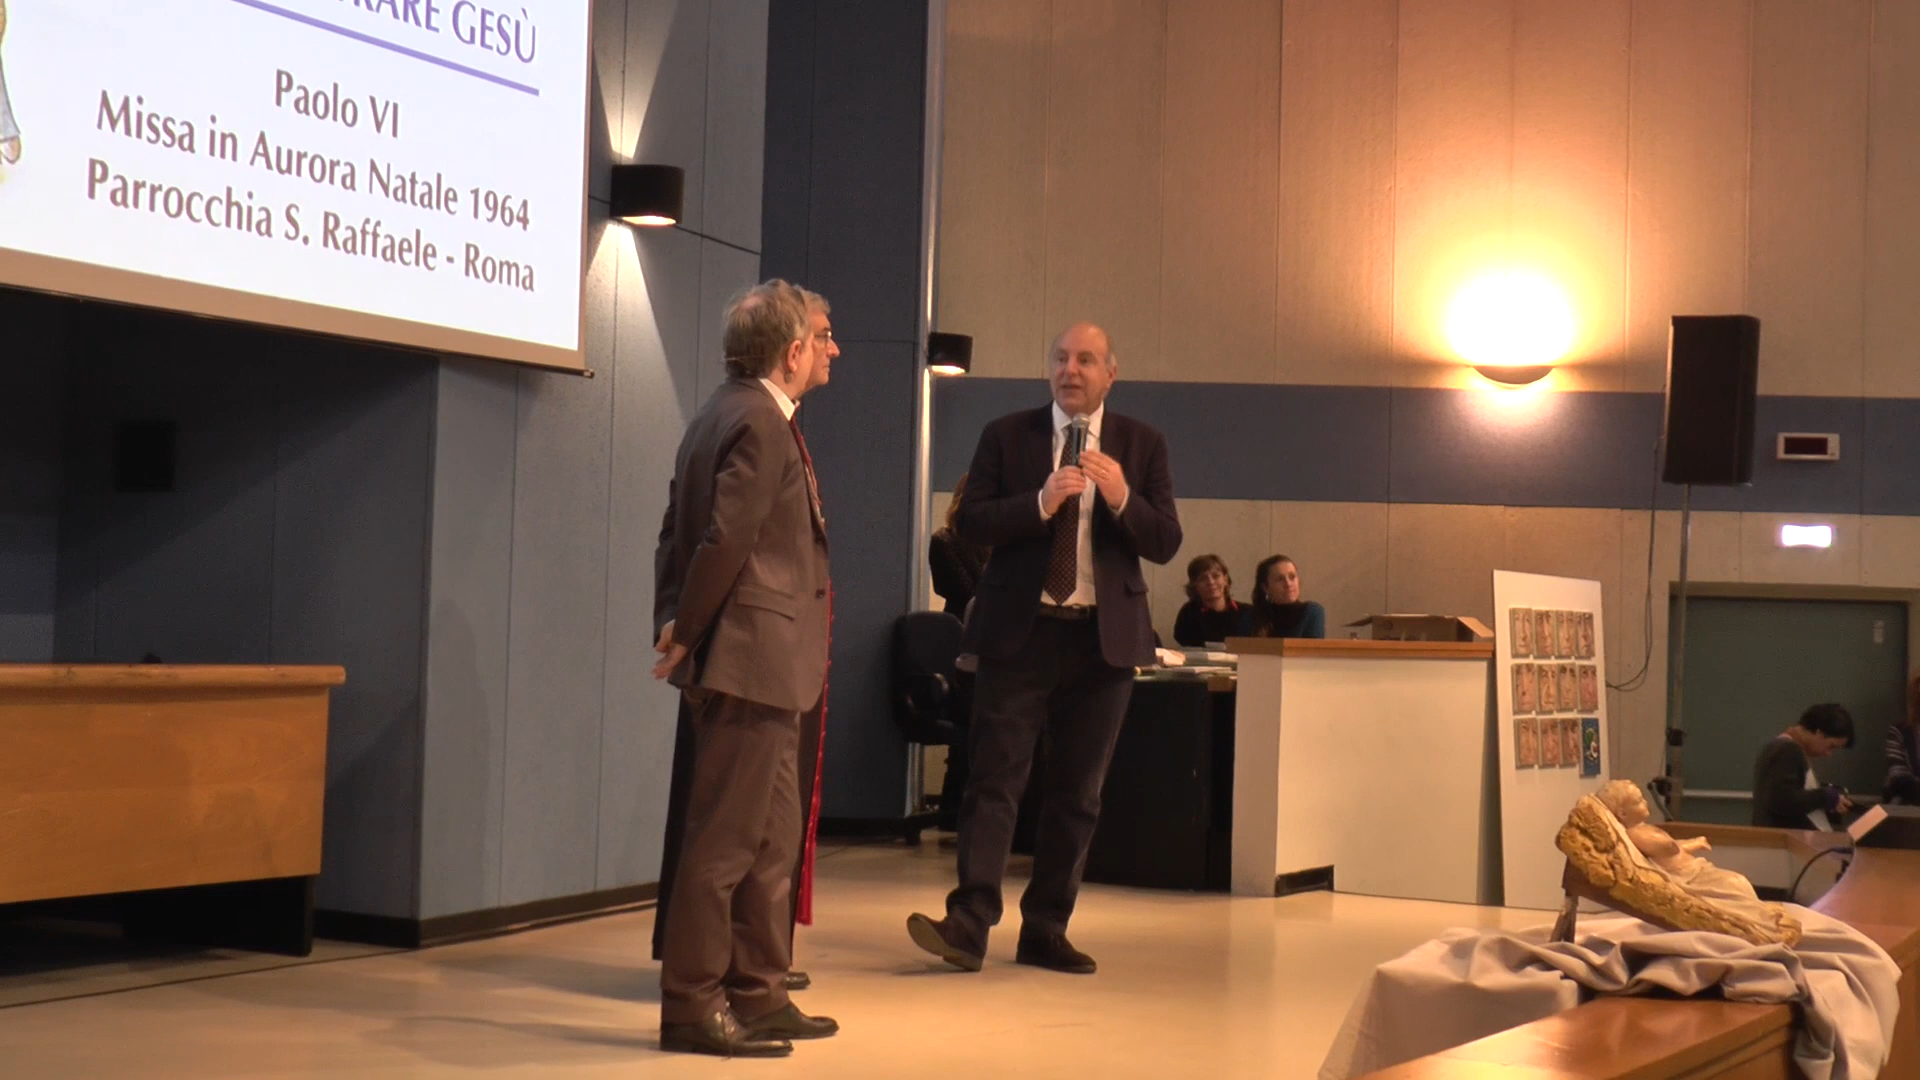 GESÙ
Paolo VI
Missa in Aurora Natale 1964
Parrocchia S. Raffaele - Roma